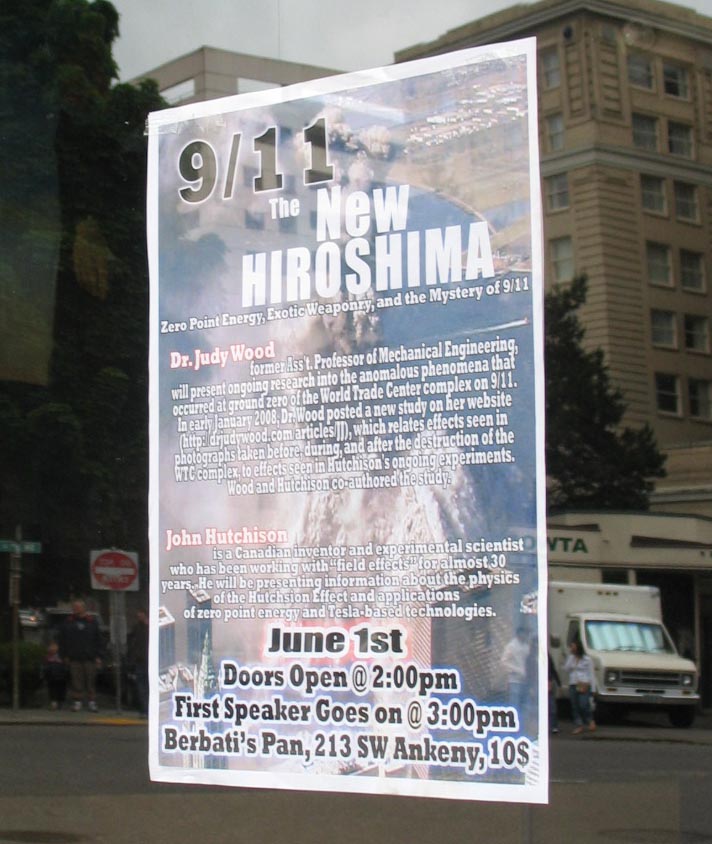 9/11
The New
HIROSHIMA
Zero Point Energy, Exotic Weaponry, and the Mystery of 9/11
Dr. Judy Wood
former Ass't. Professor of Mechanical Engineering,
will present ongoing research into the anomalous phenomena that
occurred at ground zero of the World Trade Center complex on 9/11.
In early January 2008, Dr. Wood posted a new study on her website
(http://drjudywood.com/articles/JJ), which relates effects seen in
photographs taken before, during, and after the destruction of the
WTC complex, to effects seen in Hutchison's ongoing experiments.
Wood and Hutchison co-authored the study.
John Hutchison
is a Canadian inventor and experimental scientist
who has been working with "field effects" for almost 30
years. He will be presenting information about the physics
of the Hutchsion Effect and applications
of zero point energy and Tesla-based technologies.
June 1st
Doors Open @ 2:00pm
First Speaker Goes on @ 3:00pm
Berbati's Pan, 213 SW Ankeny, 10$